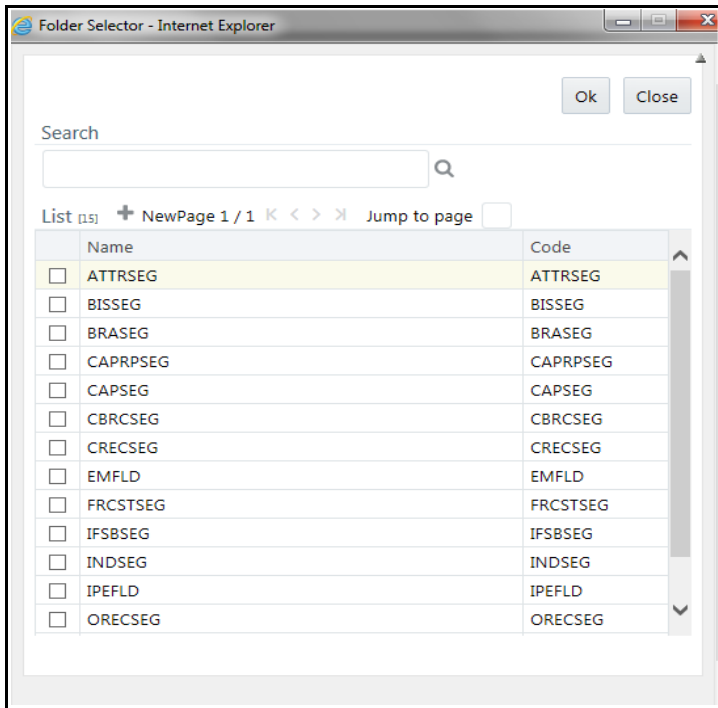 Folder Selector - Internet Explorer
Ok Close
Search
List [15] NewPage 1 / 1 Jump to page
Name Code
ATTRSEG ATTRSEG
BISSEG BISSEG
BRASEG BRASEG
CAPRPSEG CAPRPSEG
CAPSEG CAPSEG
CBRCSEG CBRCSEG
CRECSEG CRECSEG
EMFLD EMFLD
FRCSTSEG FRCSTSEG
IFSBSEG IFSBSEG
INDSEG INDSEG
IPEFLD IPEFLD
ORECSEG ORECSEG